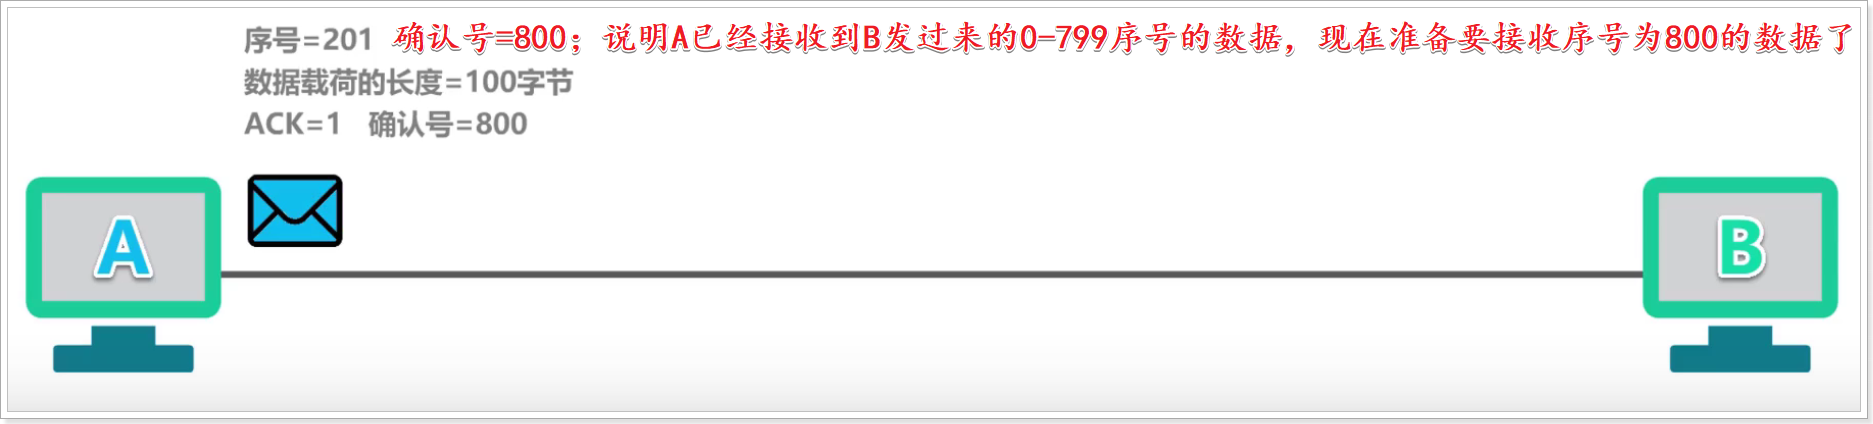 序号=201 确认号=800；说明A已经接收到B发过来的0-799序号的数据，现在准备要接收序号为800的数据了
数据载荷的长度=100字节
ACK=1 确认号=800
A B